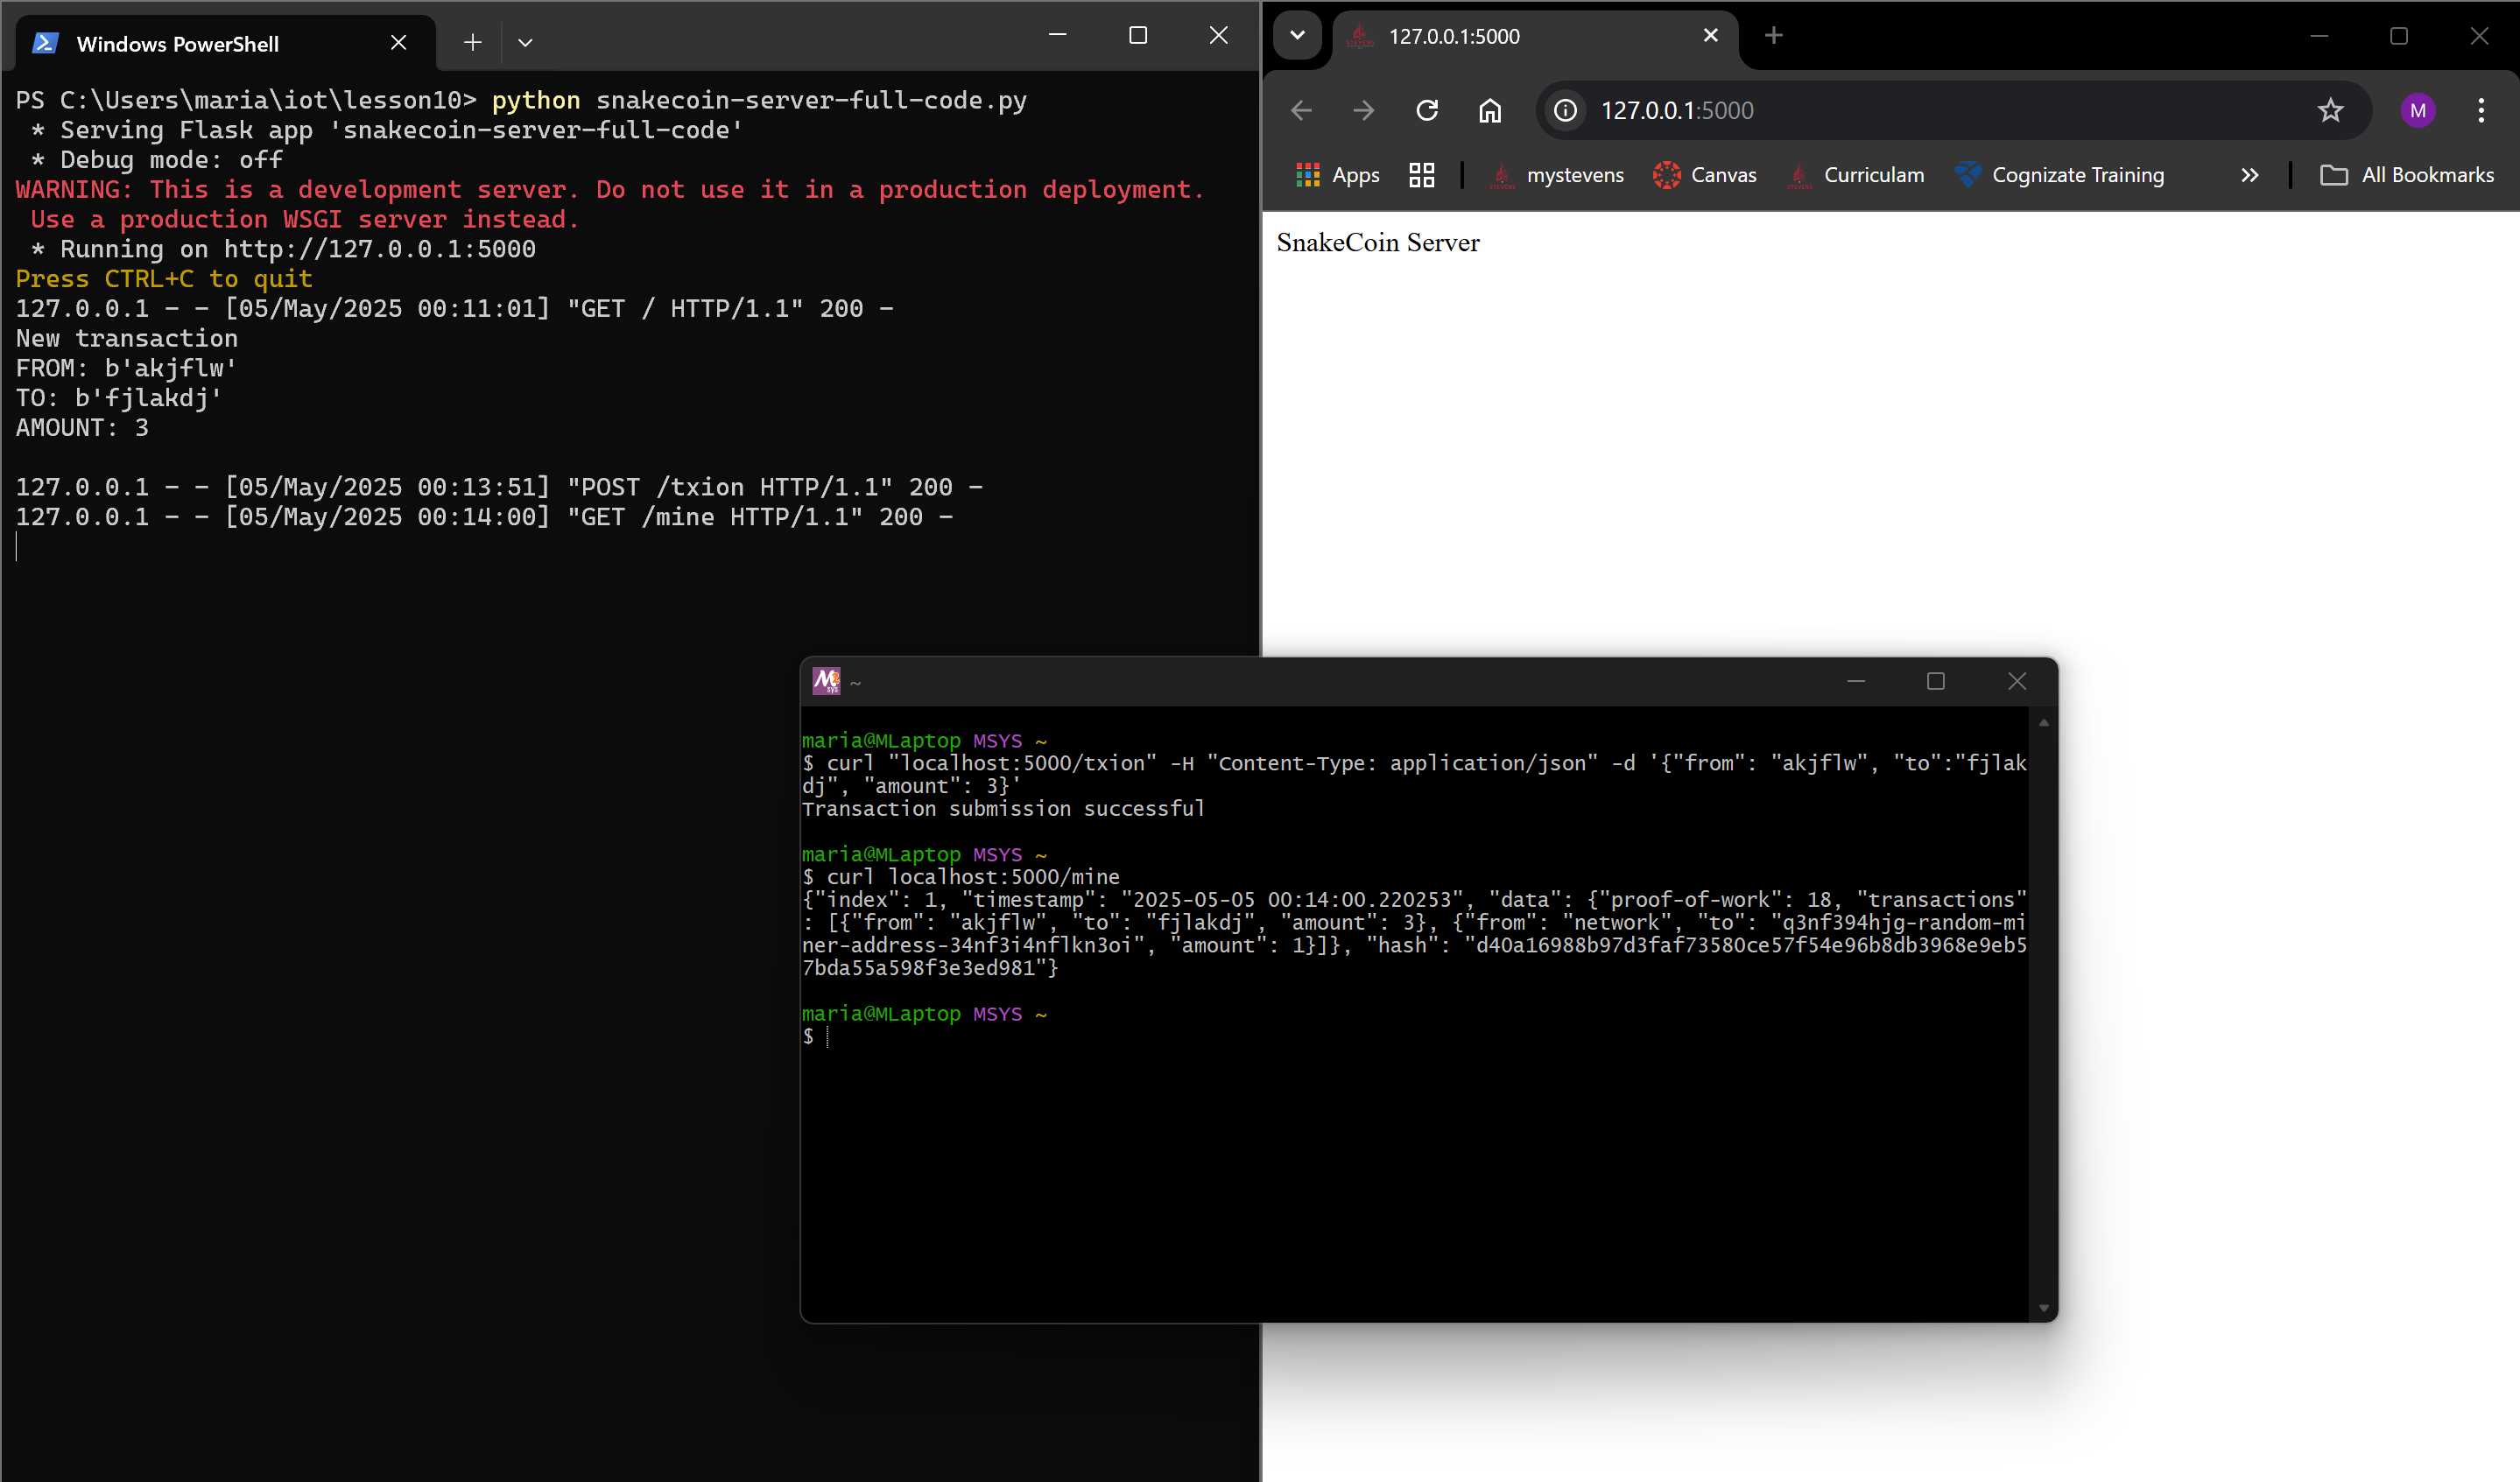 Windows PowerShell
PS C:\Users\maria\iot\lesson10> python snakecoin-server-full-code.py
 * Serving Flask app 'snakecoin-server-full-code'
 * Debug mode: off
WARNING: This is a development server. Do not use it in a production deployment.
 Use a production WSGI server instead.
 * Running on http://127.0.0.1:5000
Press CTRL+C to quit
127.0.0.1 - - [05/May/2025 00:11:01] "GET / HTTP/1.1" 200 -
New transaction
FROM: b'akjflw'
TO: b'fjlakdj'
AMOUNT: 3
127.0.0.1 - - [05/May/2025 00:13:51] "POST /txion HTTP/1.1" 200 -
127.0.0.1 - - [05/May/2025 00:14:00] "GET /mine HTTP/1.1" 200 -
127.0.0.1:5000
127.0.0.1:5000
M
Apps mystevens Canvas Curriculam Cognizate Training » All Bookmarks
SnakeCoin Server
~
maria@MLaptop MSYS ~
$ curl "localhost:5000/txion" -H "Content-Type: application/json" -d '{"from": "akjflw", "to":"fjlak
dj", "amount": 3}'
Transaction submission successful
maria@MLaptop MSYS ~
$ curl localhost:5000/mine
{"index": 1, "timestamp": "2025-05-05 00:14:00.220253", "data": {"proof-of-work": 18, "transactions"
: [{"from": "akjflw", "to": "fjlakdj", "amount": 3}, {"from": "network", "to": "q3nf394hjg-random-mi
ner-address-34nf3i4nflkn3oi", "amount": 1}]}, "hash": "d40a16988b97d3faf73580ce57f54e96b8db3968e9eb5
7bda55a598f3e3ed981"}
maria@MLaptop MSYS ~
$